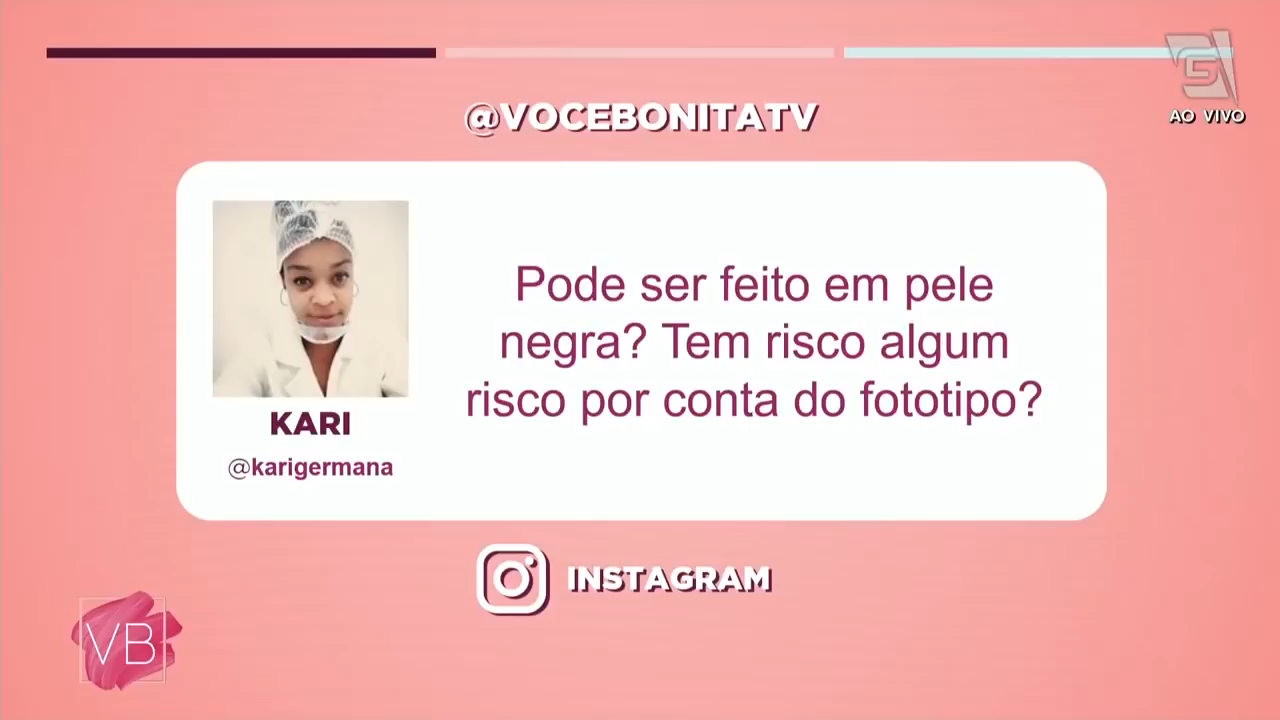 @VOCEBONITATV
AO VIVO
Pode ser feito em pele
negra? Tem risco algum
risco por conta do fototipo?
KARI
@karigermana
INSTAGRAM
VB